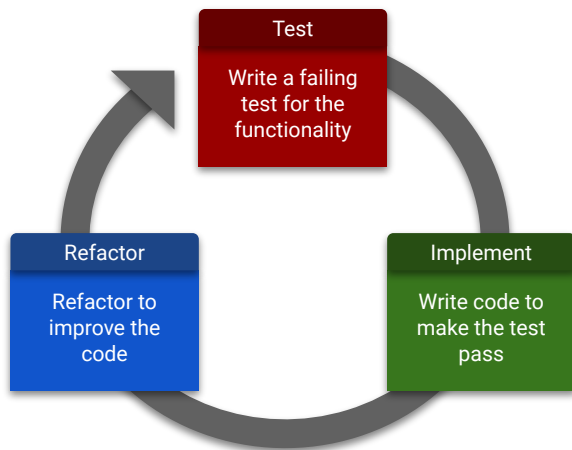 Test
Write a failing
test for the
functionality
Refactor
Refactor to
improve the
code
Implement
Write code to
make the test
pass